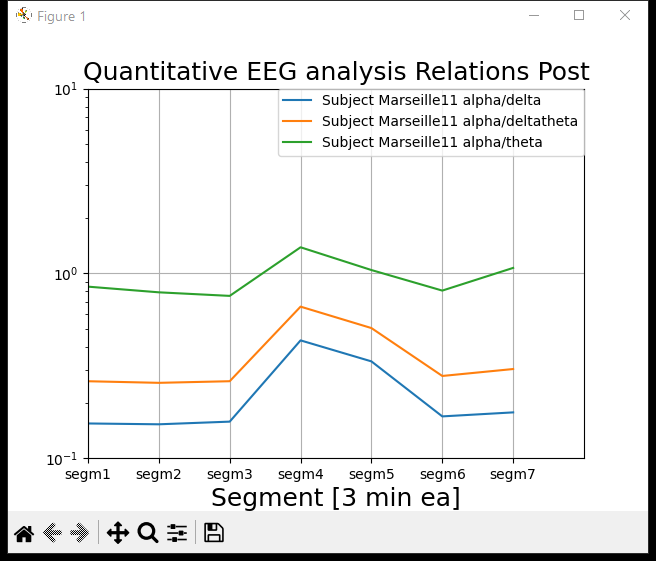 Figure 1
Quantitative EEG analysis Relations Post
Subject Marseille11 alpha/delta
Subject Marseille11 alpha/deltatheta
Subject Marseille11 alpha/theta
10¹
10⁰
10⁻¹
segm1 segm2 segm3 segm4 segm5 segm6 segm7
Segment [3 min ea]